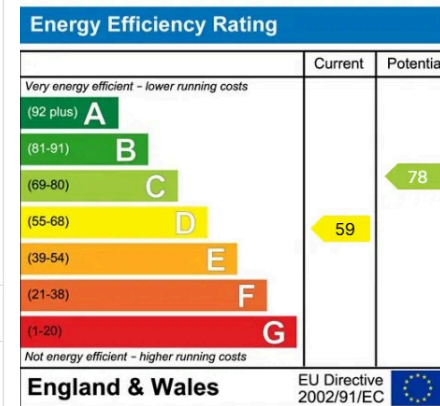 Energy Efficiency Rating
Current Potentia
Very energy efficient - lower running costs
(92 plus) A
(81-91) B
(69-80) C
78
(55-68) D
59
(39-54) E
(21-38) F
(1-20) G
Not energy efficient - higher running costs
England & Wales
EU Directive
2002/91/EC